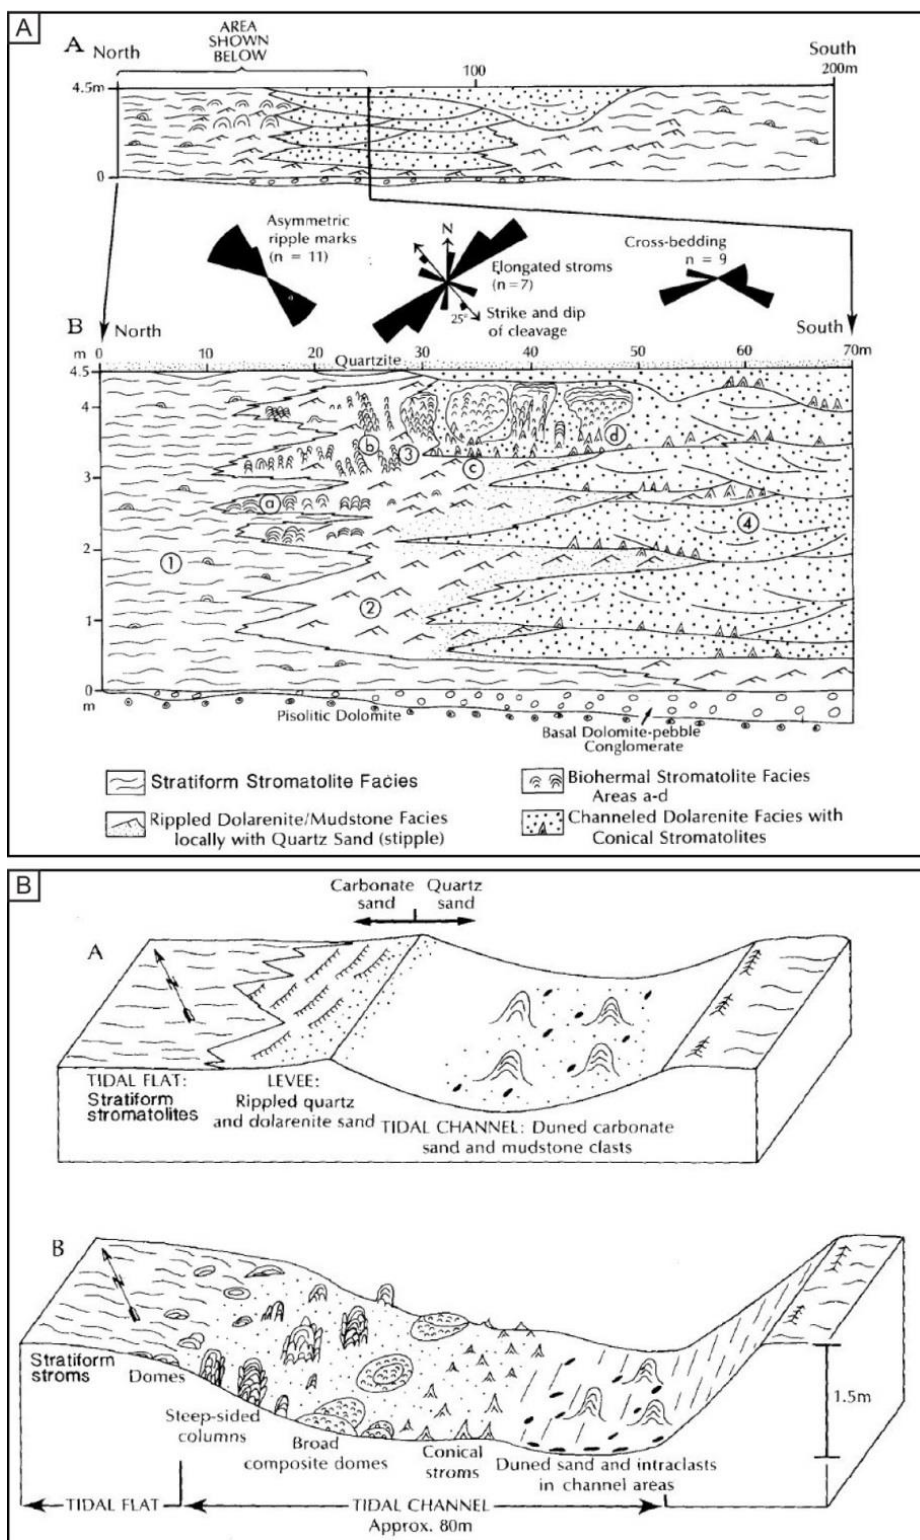 A
A
North
AREA
SHOWN
BELOW
100
South
200m
4.5m
0
Asymmetric
ripple marks
(n = 11)
N
Elongated stroms
(n=7)
25°
Strike and dip
of cleavage
Cross-bedding
n = 9
B
North
South
m 0 10 20 30 40 50 60 70m
Quartzite
4.5
4
3
2
1
0
m
a
b
c
d
1
2
3
4
Pisolitic Dolomite
Basal Dolomite-pebble
Conglomerate
Stratiform Stromatolite Facies
Rippled Dolarenite/Mudstone Facies
locally with Quartz Sand (stipple)
Biohermal Stromatolite Facies
Areas a-d
Channeled Dolarenite Facies with
Conical Stromatolites
B
Carbonate Quartz
sand sand
A
N
TIDAL FLAT:
Stratiform
stromatolites
LEVEE:
Rippled quartz
and dolarenite sand
TIDAL CHANNEL: Duned carbonate
sand and mudstone clasts
B
N
Stratiform
stroms
Domes
Steep-sided
columns
Broad
composite domes
Conical
stroms
Duned sand and intraclasts
in channel areas
1.5m
TIDAL FLAT
TIDAL CHANNEL
Approx. 80m